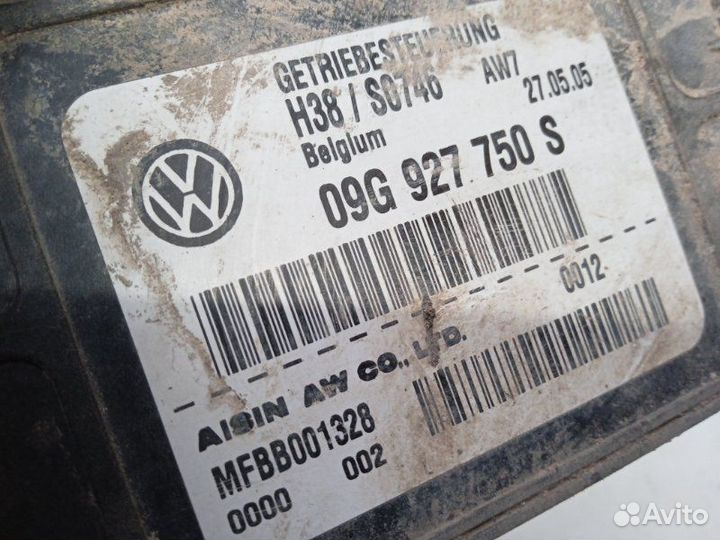 GETRIEBESTEUERUNG
H38 / S0746 AW7 27.05.05
Belgium
09G 927 750 S
0012
AISIN AW CO., LTD.
MFBB001328
0000 002
Avito